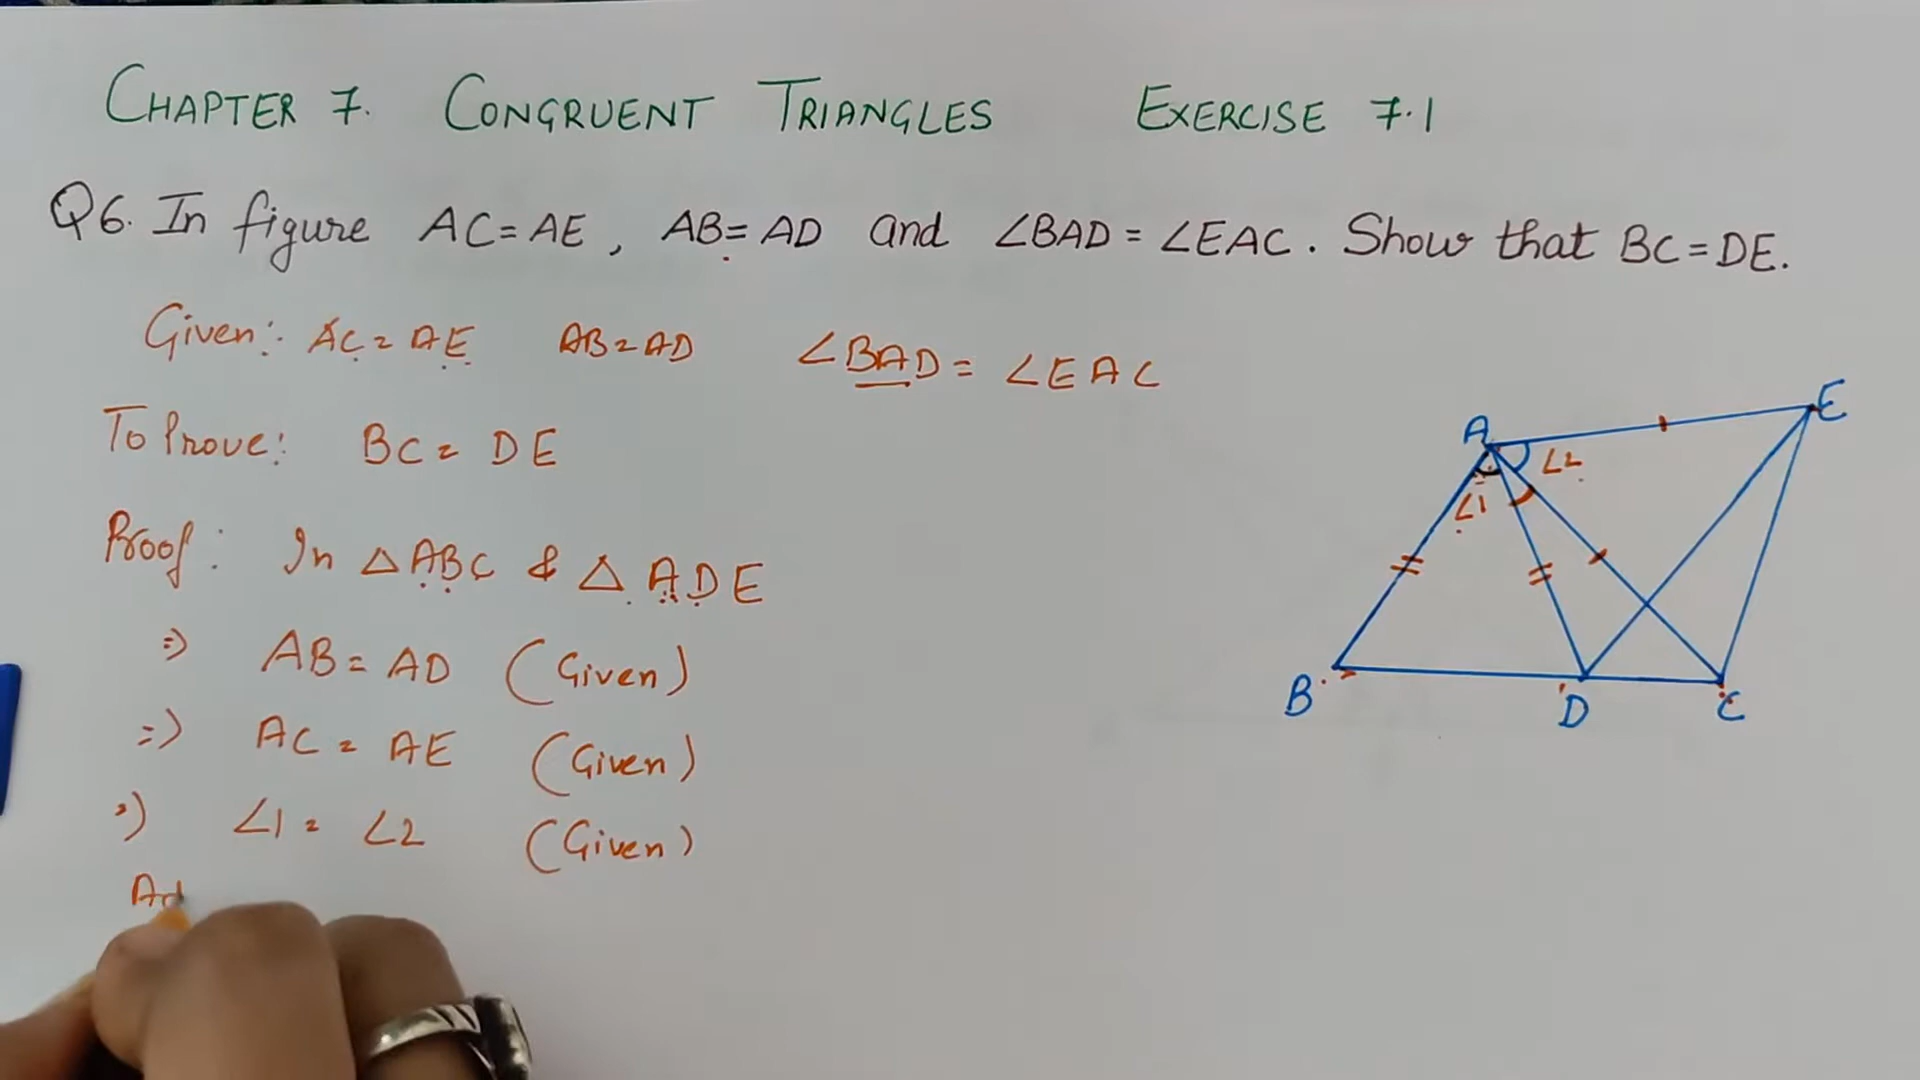 CHAPTER 7. CONGRUENT TRIANGLES EXERCISE 7.1
Q6. In figure AC = AE, AB = AD and ∠BAD = ∠EAC. Show that BC = DE.
Given:- AC = AE AB = AD ∠BAD = ∠EAC
To Prove: BC = DE
Proof: In △ABC & △ADE
⇒ AB = AD (Given)
⇒ AC = AE (Given)
⇒ ∠1 = ∠2 (Given)
Ad
E
A
∠2
∠1
B
D
C